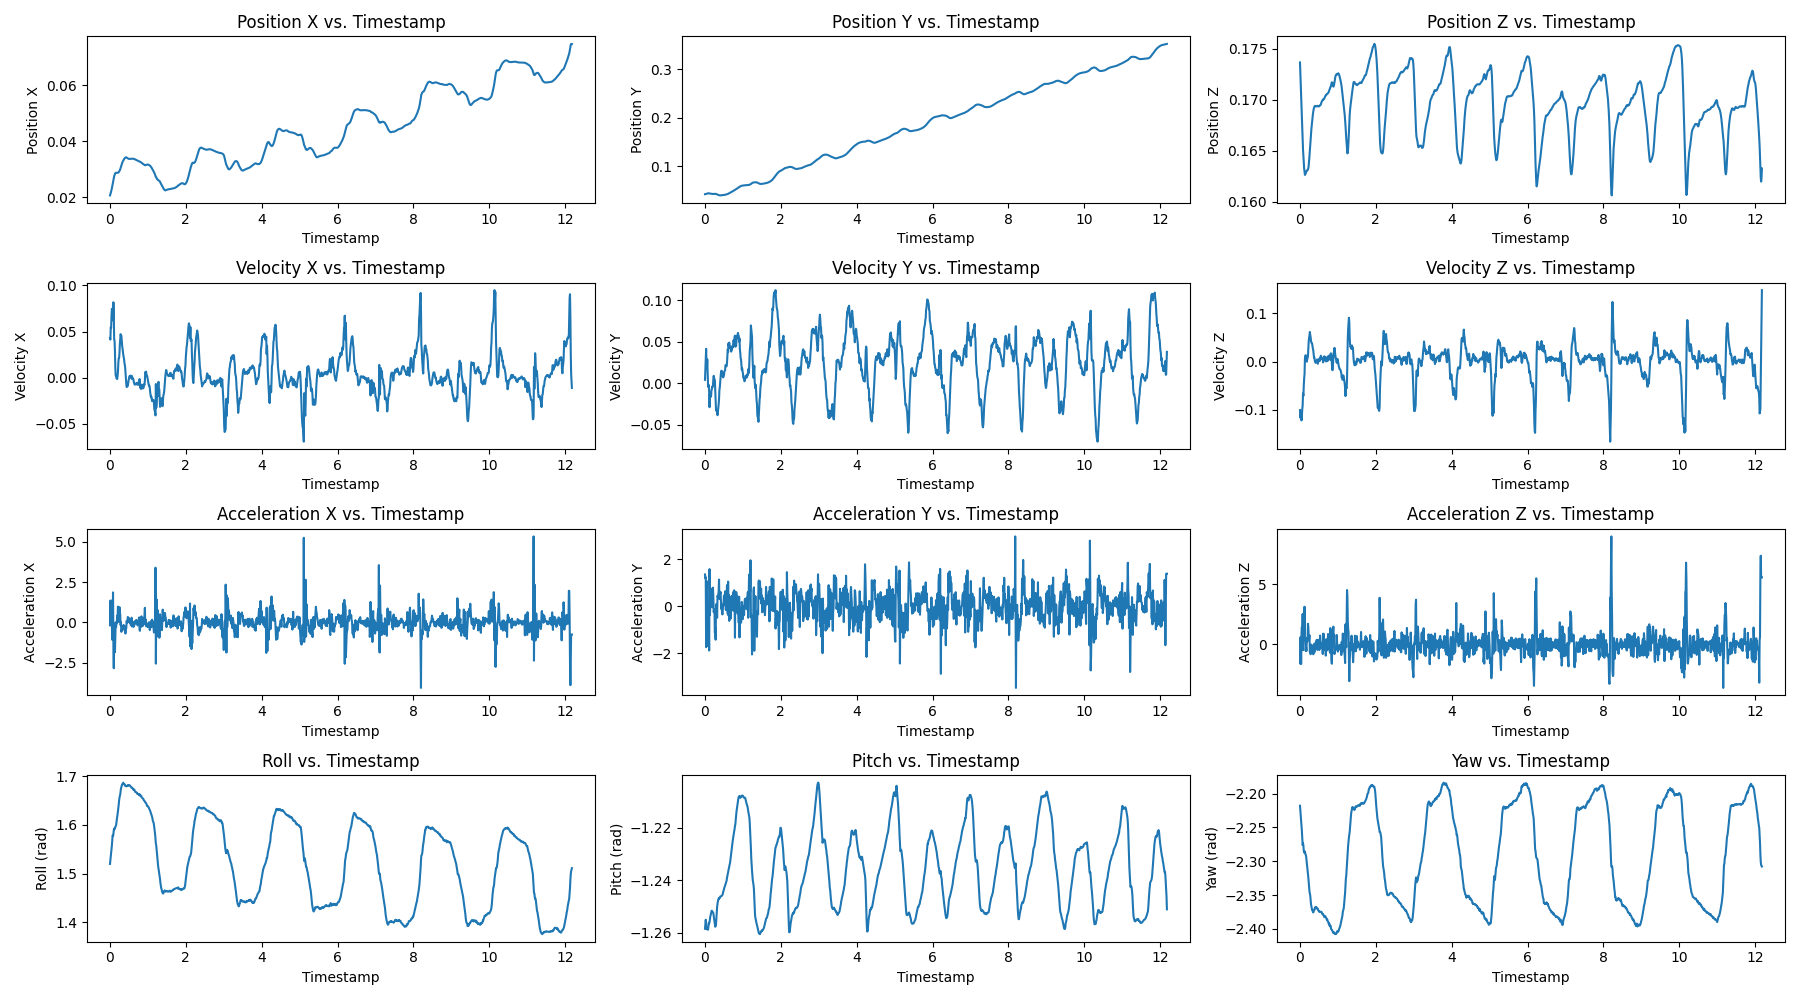 Position X vs. Timestamp
Position X
0.06
0.04
0.02
0 2 4 6 8 10 12
Timestamp
Position Y vs. Timestamp
Position Y
0.3
0.2
0.1
0 2 4 6 8 10 12
Timestamp
Position Z vs. Timestamp
Position Z
0.175
0.170
0.165
0.160
0 2 4 6 8 10 12
Timestamp
Velocity X vs. Timestamp
Velocity X
0.10
0.05
0.00
−0.05
0 2 4 6 8 10 12
Timestamp
Velocity Y vs. Timestamp
Velocity Y
0.10
0.05
0.00
−0.05
0 2 4 6 8 10 12
Timestamp
Velocity Z vs. Timestamp
Velocity Z
0.1
0.0
−0.1
0 2 4 6 8 10 12
Timestamp
Acceleration X vs. Timestamp
Acceleration X
5.0
2.5
0.0
−2.5
0 2 4 6 8 10 12
Timestamp
Acceleration Y vs. Timestamp
Acceleration Y
2
0
−2
0 2 4 6 8 10 12
Timestamp
Acceleration Z vs. Timestamp
Acceleration Z
5
0
0 2 4 6 8 10 12
Timestamp
Roll vs. Timestamp
Roll (rad)
1.7
1.6
1.5
1.4
0 2 4 6 8 10 12
Timestamp
Pitch vs. Timestamp
Pitch (rad)
−1.22
−1.24
−1.26
0 2 4 6 8 10 12
Timestamp
Yaw vs. Timestamp
Yaw (rad)
−2.20
−2.25
−2.30
−2.35
−2.40
0 2 4 6 8 10 12
Timestamp